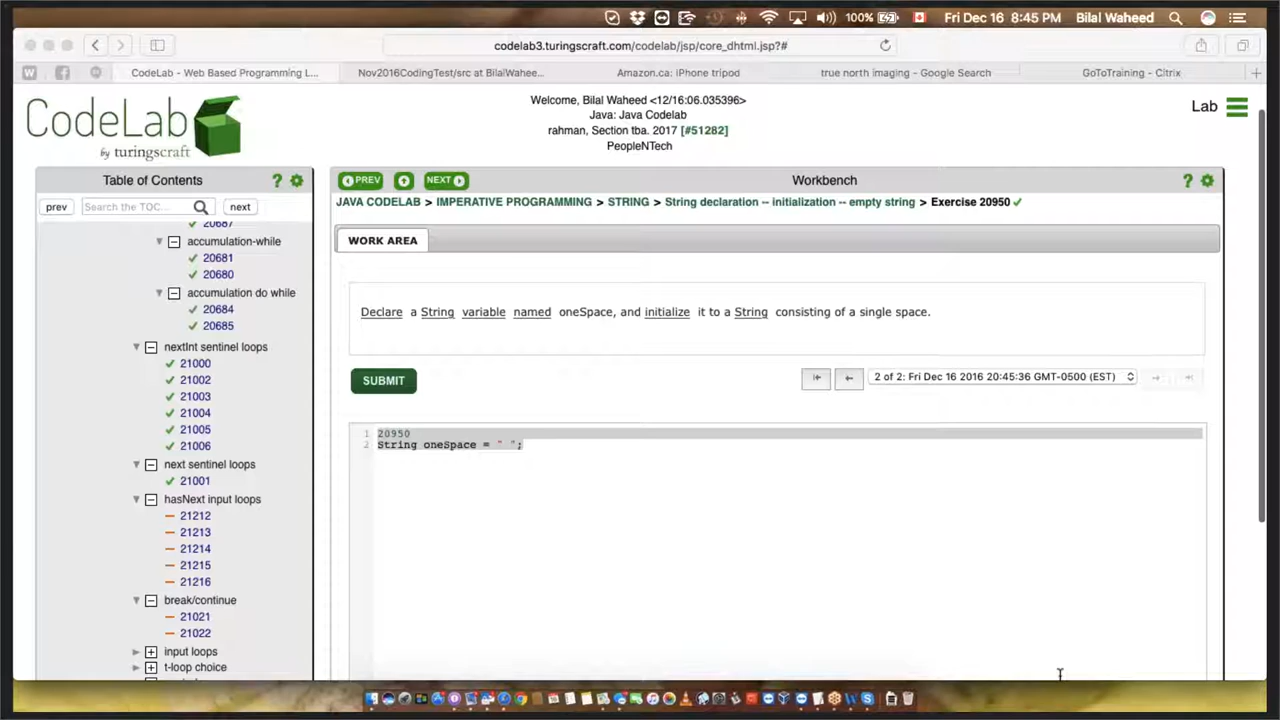 100%
Fri Dec 16 8:45 PM
Bilal Waheed
codelab3.turingscraft.com/codelab/jsp/core_dhtml.jsp?#
CodeLab - Web Based Programming L...
Nov2016CodingTest/src at BilalWahee...
Amazon.ca: iPhone tripod
true north imaging - Google Search
GoToTraining - Citrix
CodeLab
by turingscraft
Welcome, Bilal Waheed <12/16:06.035396>
Java: Java Codelab
rahman, Section tba. 2017 [#51282]
PeopleNTech
Lab
Table of Contents
?
prev
Search the TOC...
next
20687
accumulation-while
20681
20680
accumulation do while
20684
20685
nextInt sentinel loops
21000
21002
21003
21004
21005
21006
next sentinel loops
21001
hasNext input loops
21212
21213
21214
21215
21216
break/continue
21021
21022
input loops
t-loop choice
PREV
NEXT
Workbench
?
JAVA CODELAB > IMPERATIVE PROGRAMMING > STRING > String declaration -- initialization -- empty string > Exercise 20950
WORK AREA
Declare a String variable named oneSpace, and initialize it to a String consisting of a single space.
SUBMIT
2 of 2: Fri Dec 16 2016 20:45:36 GMT-0500 (EST)
1 20950
2 String oneSpace = " ";